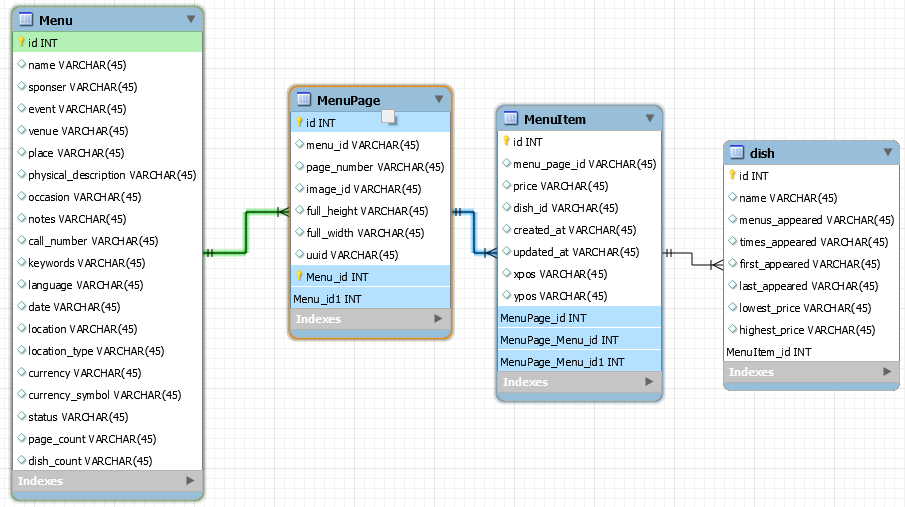 Menu
id INT
name VARCHAR(45)
sponser VARCHAR(45)
event VARCHAR(45)
venue VARCHAR(45)
place VARCHAR(45)
physical_description VARCHAR(45)
occasion VARCHAR(45)
notes VARCHAR(45)
call_number VARCHAR(45)
keywords VARCHAR(45)
language VARCHAR(45)
date VARCHAR(45)
location VARCHAR(45)
location_type VARCHAR(45)
currency VARCHAR(45)
currency_symbol VARCHAR(45)
status VARCHAR(45)
page_count VARCHAR(45)
dish_count VARCHAR(45)
Indexes
MenuPage
id INT
menu_id VARCHAR(45)
page_number VARCHAR(45)
image_id VARCHAR(45)
full_height VARCHAR(45)
full_width VARCHAR(45)
uuid VARCHAR(45)
Menu_id INT
Menu_id1 INT
Indexes
MenuItem
id INT
menu_page_id VARCHAR(45)
price VARCHAR(45)
dish_id VARCHAR(45)
created_at VARCHAR(45)
updated_at VARCHAR(45)
xpos VARCHAR(45)
ypos VARCHAR(45)
MenuPage_id INT
MenuPage_Menu_id INT
MenuPage_Menu_id1 INT
Indexes
dish
id INT
name VARCHAR(45)
menus_appeared VARCHAR(45)
times_appeared VARCHAR(45)
first_appeared VARCHAR(45)
last_appeared VARCHAR(45)
lowest_price VARCHAR(45)
highest_price VARCHAR(45)
MenuItem_id INT
Indexes